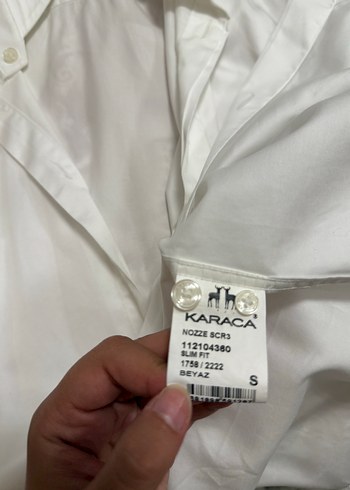 KARACA
NOZZE SCR3
112104360
SLIM FIT
1758 / 2222
BEYAZ
S